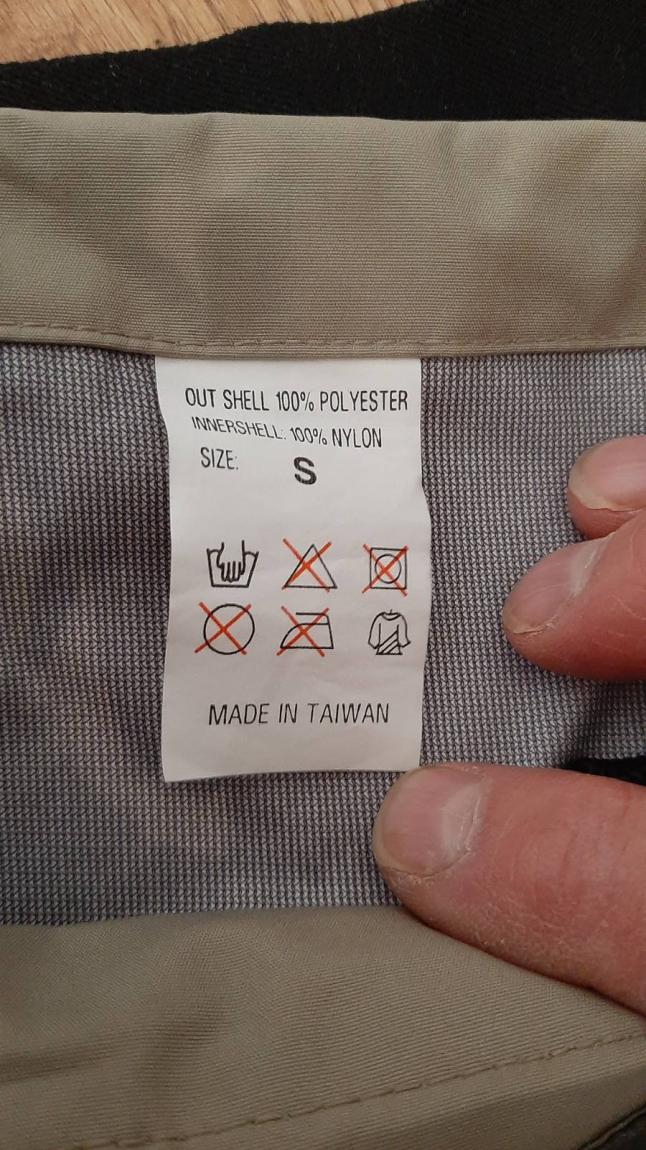 OUT SHELL 100% POLYESTER
INNERSHELL: 100% NYLON
SIZE: S
MADE IN TAIWAN